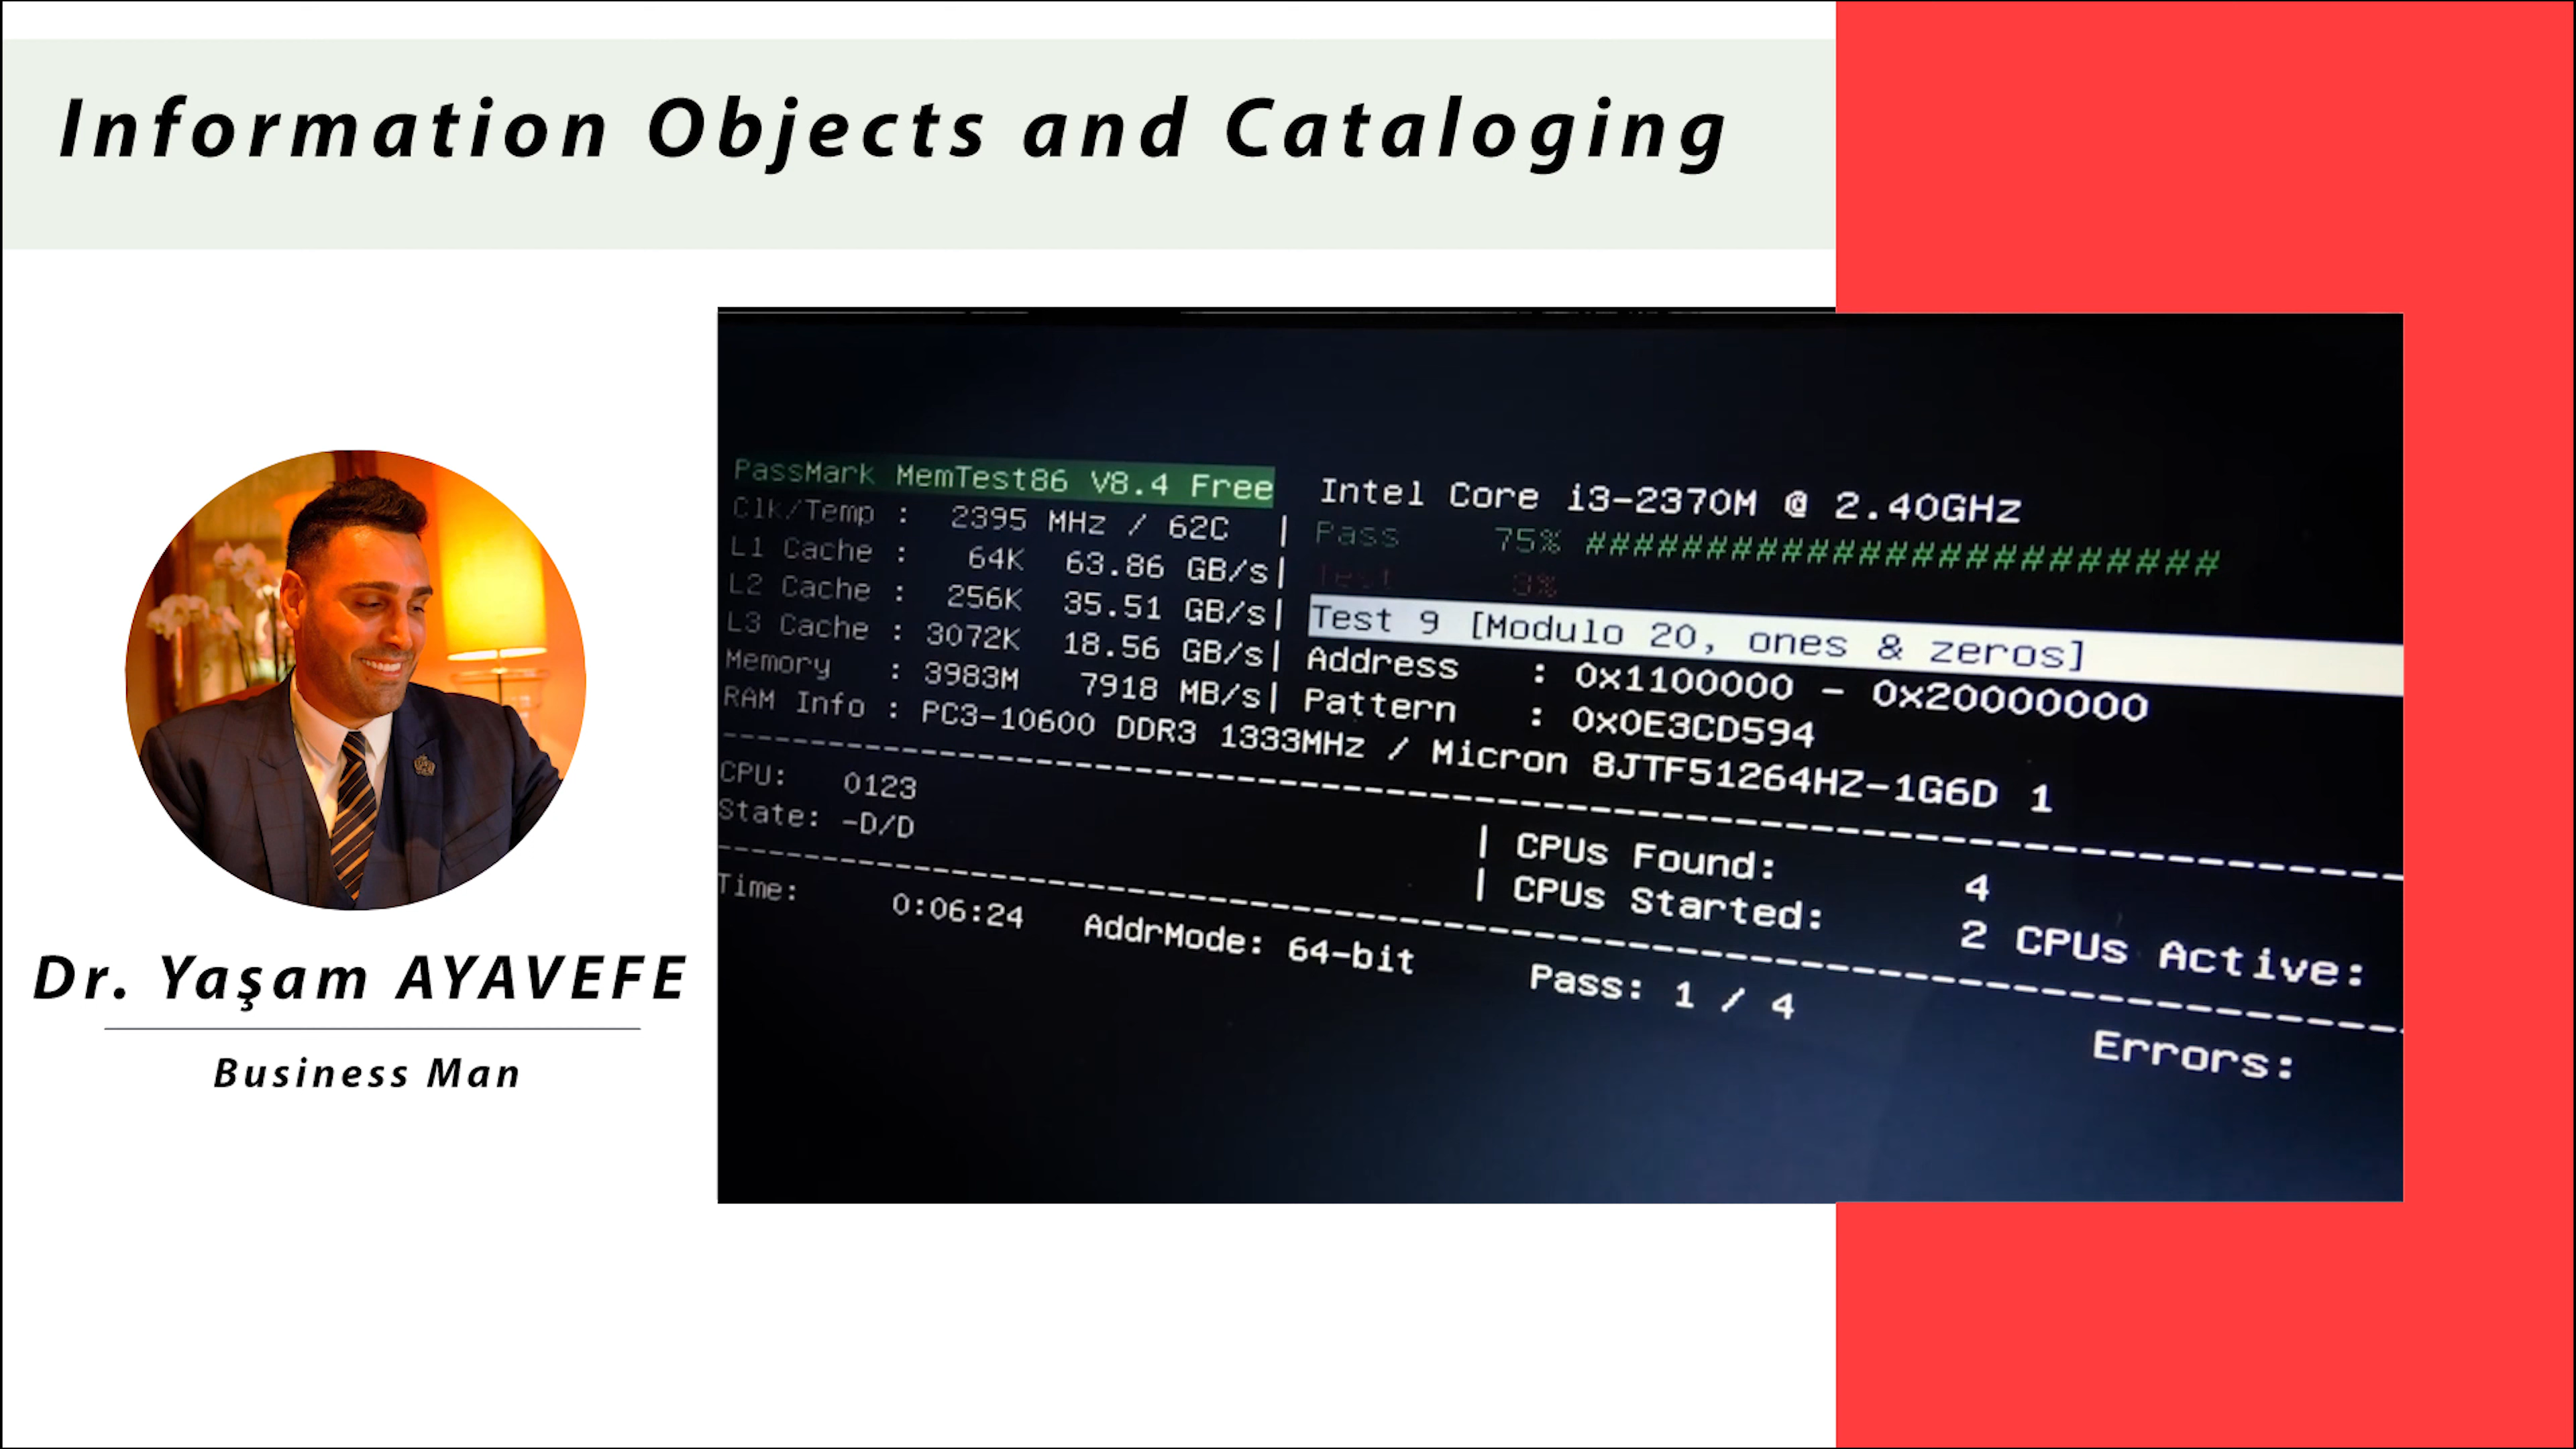 Information Objects and Cataloging
PassMark MemTest86 V8.4 Free
Intel Core i3-2370M @ 2.40GHz
Clk/Temp : 2395 MHz / 62C |
Pass 75% ##########################
L1 Cache : 64K 63.86 GB/s|
Test 9%
L2 Cache : 256K 35.51 GB/s|
Test 9 [Modulo 20, ones & zeros]
L3 Cache : 3072K 18.56 GB/s|
Address : 0x1100000 - 0x20000000
Memory : 3983M 7918 MB/s|
Pattern : 0x0E3CD594
RAM Info : PC3-10600 DDR3 1333MHz / Micron 8JTF51264HZ-1G6D 1
CPU: 0123
| CPUs Found: 4
State: -D/D
| CPUs Started: 2 CPUs Active:
Time: 0:06:24 AddrMode: 64-bit Pass: 1 / 4 Errors:
Dr. Yaşam AYAVEFE
Business Man